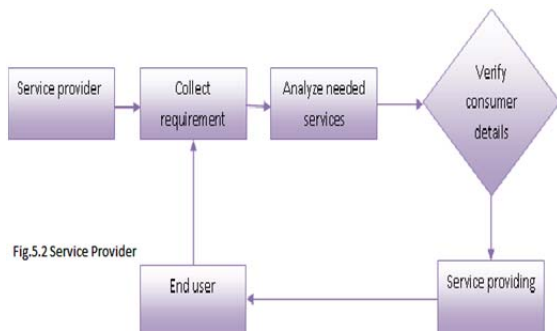 Service provider
Collect
requirement
Analyze needed
services
Verify
consumer
details
Fig.5.2 Service Provider
End user
Service providing